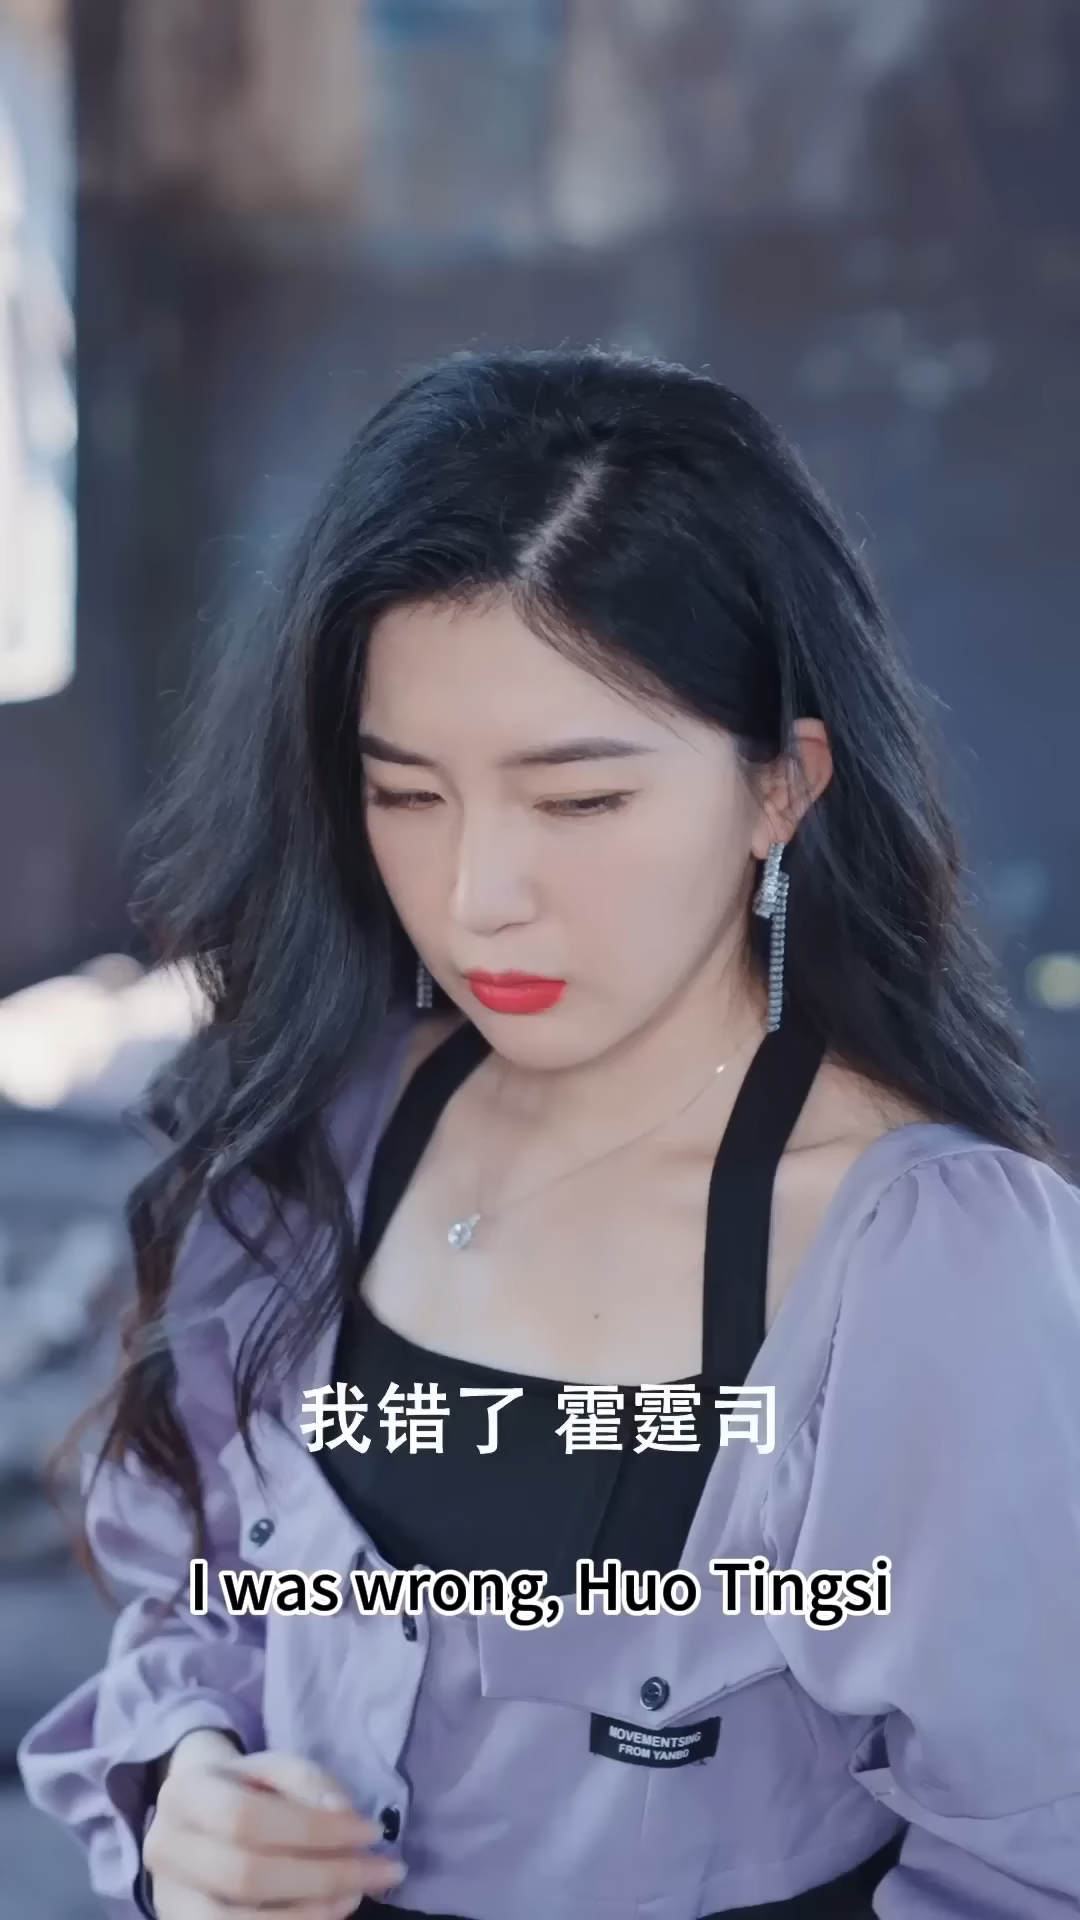 我错了 霍霆司
I was wrong, Huo Tingsi
MOVEMENTSING
FROM YANBO